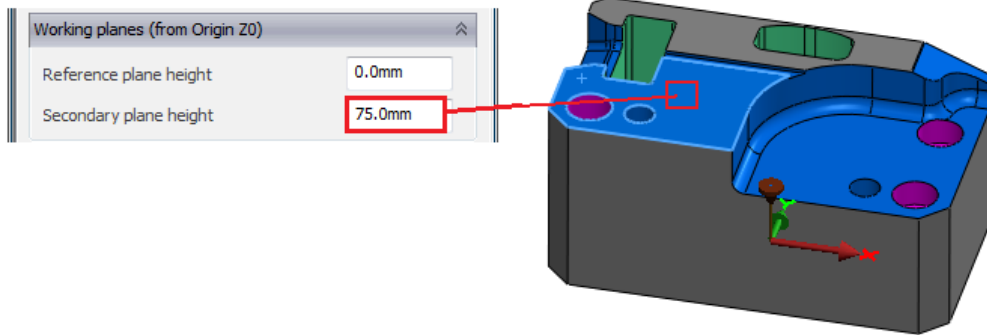 Working planes (from Origin Z0)
Reference plane height 0.0mm
Secondary plane height 75.0mm
Y
X